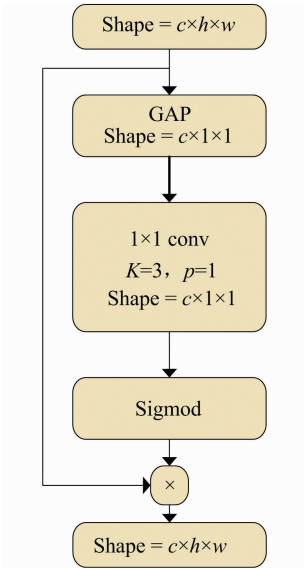 Shape = c×h×w
GAP
Shape = c×1×1
1×1 conv
K=3，p=1
Shape = c×1×1
Sigmod
×
Shape = c×h×w